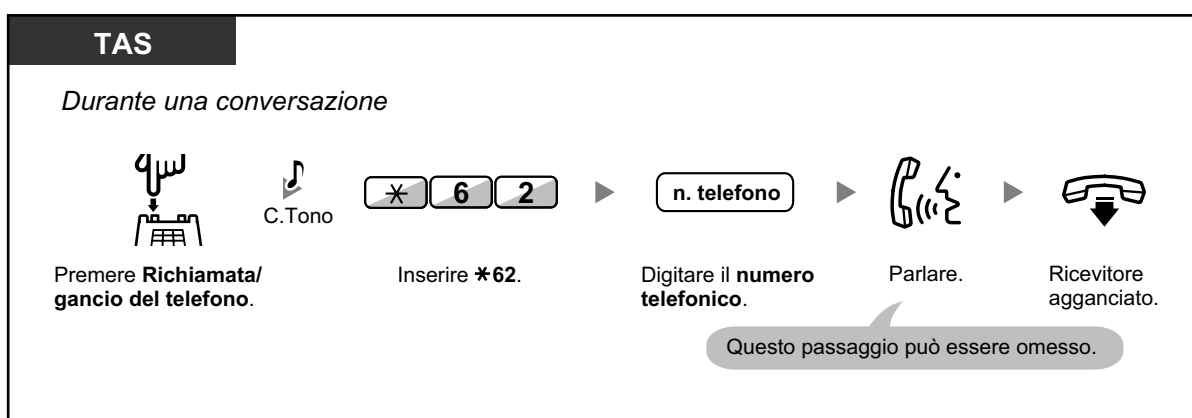 TAS
Durante una conversazione
C.Tono
✳ 6 2
n. telefono
Premere Richiamata/
gancio del telefono.
Inserire ✳62.
Digitare il numero
telefonico.
Parlare.
Ricevitore
agganciato.
Questo passaggio può essere omesso.